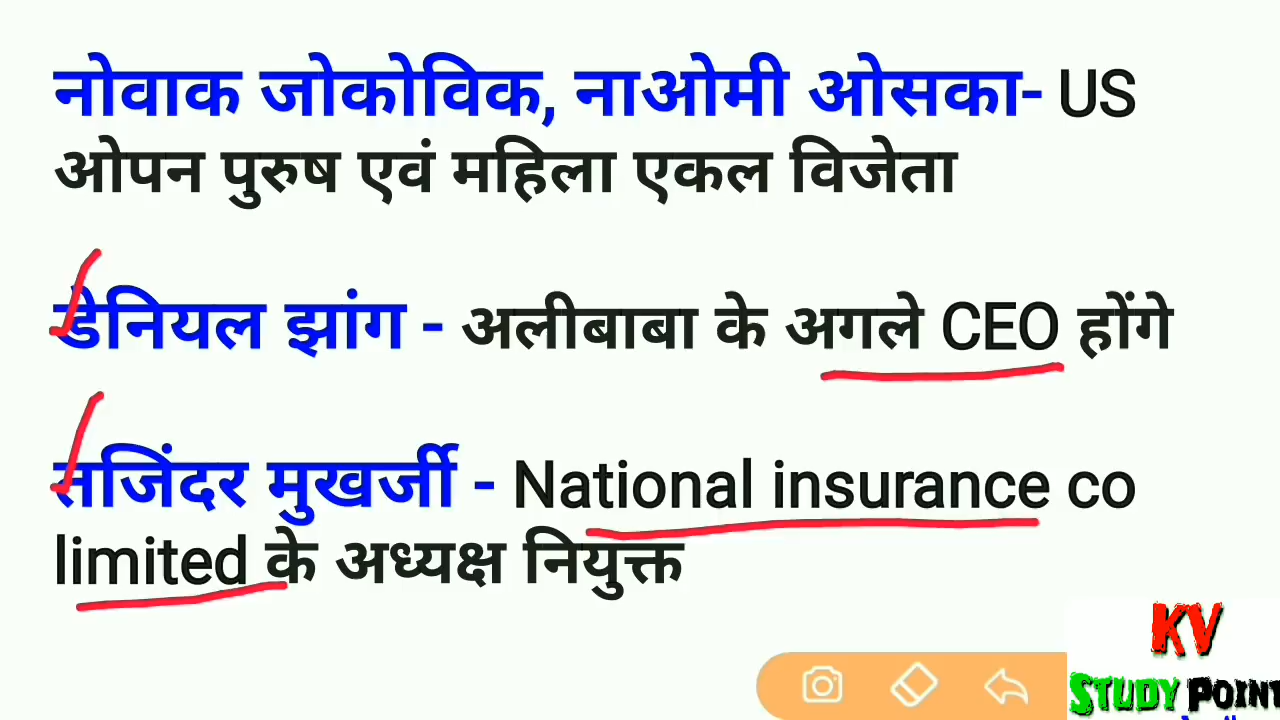 नोवाक जोकोविक, नाओमी ओसका- US
ओपन पुरुष एवं महिला एकल विजेता
डेनियल झांग - अलीबाबा के अगले CEO होंगे
तजिंदर मुखर्जी - National insurance co
limited के अध्यक्ष नियुक्त
KV
STUDY POINT